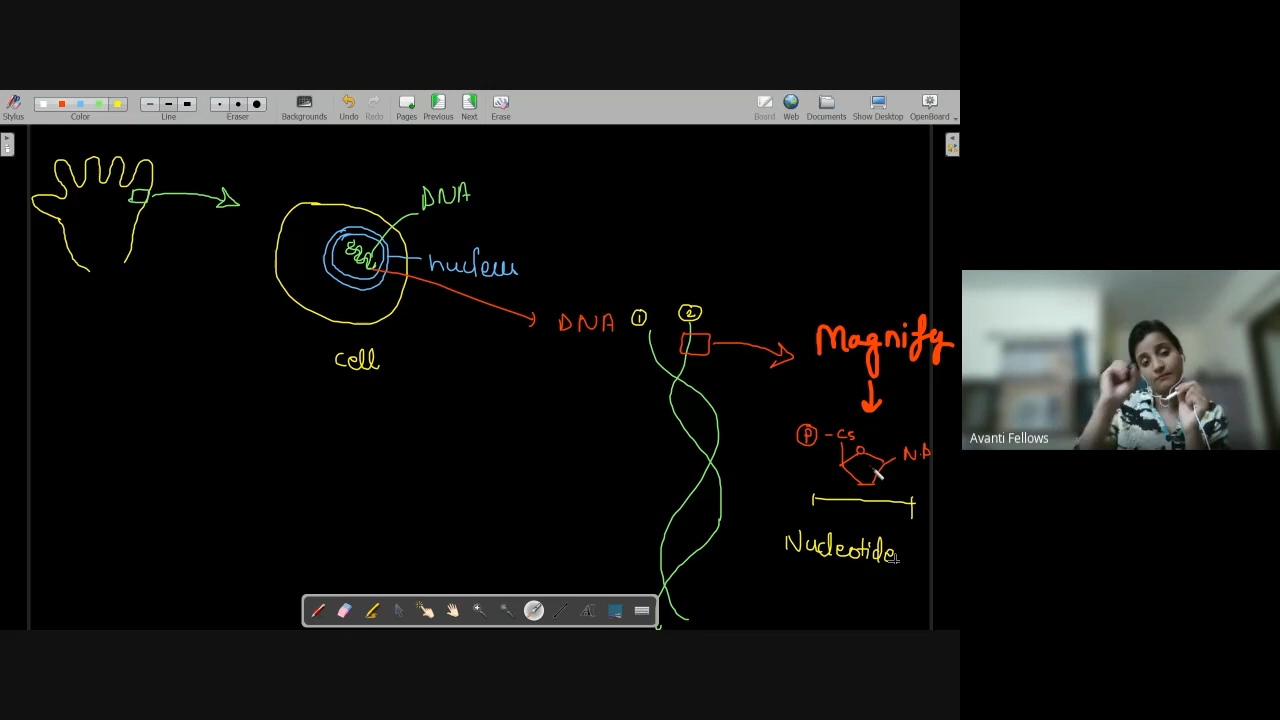 Stylus
Color
Line
Eraser
Backgrounds
Undo
Redo
Pages
Previous
Next
Erase
Board
Web
Documents
Show Desktop
OpenBoard
DNA
nucleus
cell
DNA
1
2
Magnify
P - C5
O
N.B
Nucleotide
Avanti Fellows